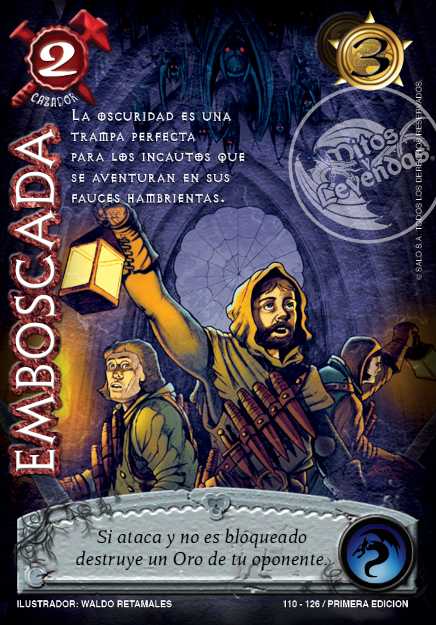 2
CAZADOR
3
LA OSCURIDAD ES UNA
TRAMPA PERFECTA
PARA LOS INCAUTOS QUE
SE AVENTURAN EN SUS
FAUCES HAMBRIENTAS.
EMBOSCADA
Mitos
y
Leyendas
© SALO S.A. TODOS LOS DERECHOS RESERVADOS.
Si ataca y no es bloqueado
destruye un Oro de tu oponente.
ILUSTRADOR: WALDO RETAMALES
110 - 126 / PRIMERA EDICION